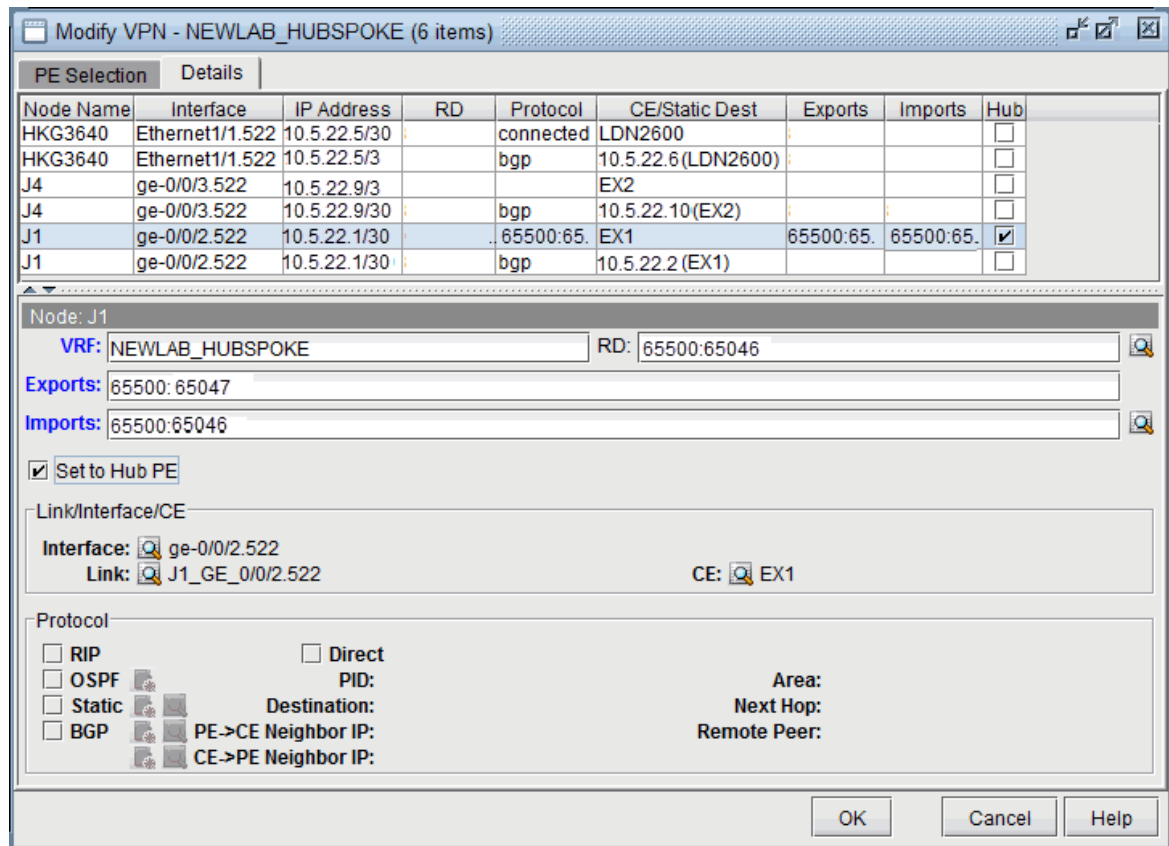 Modify VPN - NEWLAB_HUBSPOKE (6 items)
PE Selection Details
Node Name Interface IP Address RD Protocol CE/Static Dest Exports Imports Hub
HKG3640 Ethernet1/1.522 10.5.22.5/30 connected LDN2600
HKG3640 Ethernet1/1.522 10.5.22.5/3 bgp 10.5.22.6(LDN2600)
J4 ge-0/0/3.522 10.5.22.9/3 EX2
J4 ge-0/0/3.522 10.5.22.9/30 bgp 10.5.22.10(EX2)
J1 ge-0/0/2.522 10.5.22.1/30 .. 65500:65. EX1 65500:65. 65500:65.
J1 ge-0/0/2.522 10.5.22.1/30 bgp 10.5.22.2 (EX1)
Node: J1
VRF: NEWLAB_HUBSPOKE RD: 65500:65046
Exports: 65500: 65047
Imports: 65500:65046
Set to Hub PE
Link/Interface/CE
Interface: ge-0/0/2.522
Link: J1_GE_0/0/2.522 CE: EX1
Protocol
RIP Direct
OSPF PID: Area:
Static Destination: Next Hop:
BGP PE->CE Neighbor IP: Remote Peer:
CE->PE Neighbor IP:
OK Cancel Help